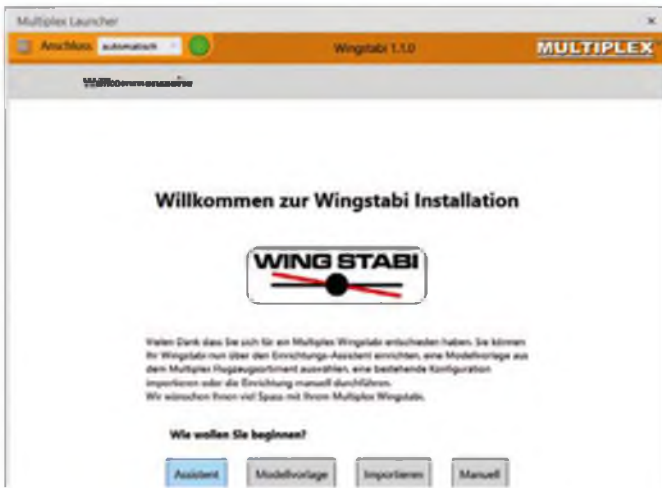 Multiplex Launcher
Anschluss: automatisch
Wingstabi 1.1.0
MULTIPLEX
Willkommen zur Wingstabi Installation
WING STABI
Vielen Dank dass Sie sich für ein Multiplex Wingstabi entschieden haben. Sie können
Ihr Wingstabi nun über den Einrichtungs-Assistent einrichten, eine Modellvorlage aus
dem Multiplex Flugzeugsortiment auswählen, eine bestehende Konfiguration
importieren oder die Einrichtung manuell durchführen.
Wir wünschen Ihnen viel Spass mit Ihrem Multiplex Wingstabi.
Wie wollen Sie beginnen?
Assistent
Modellvorlage
Importieren
Manuell